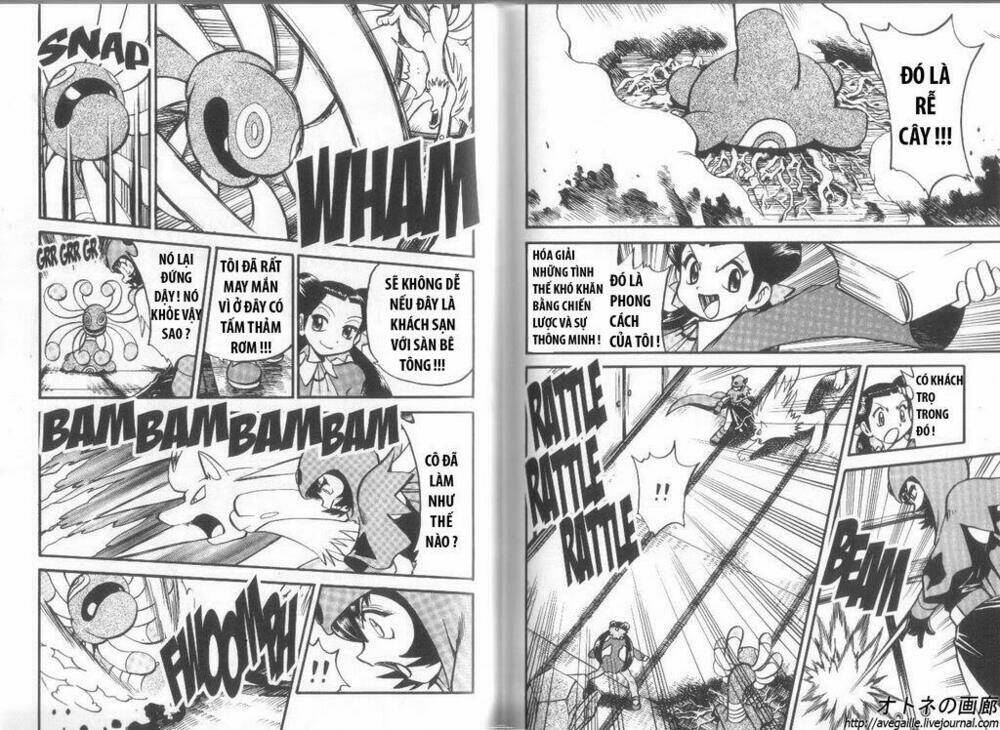 SNAP
WHAM
GRR GRR GRR
NÓ LẠI
ĐỨNG
DẬY! NÓ
KHỎE VẬY
SAO?
TÔI ĐÃ RẤT
MAY MẮN
VÌ Ở ĐÂY CÓ
TẤM THẢM
RƠM !!!
SẼ KHÔNG DỄ
NẾU ĐÂY LÀ
KHÁCH SẠN
VỚI SÀN BÊ
TÔNG !!!
BAM BAM BAM BAM
CÔ ĐÃ
LÀM
NHƯ
THẾ
NÀO ?
FWOOMPH
!!
ĐÓ LÀ
RỄ
CÂY !!!
HÓA GIẢI
NHỮNG TÌNH
THẾ KHÓ KHĂN
BẰNG CHIẾN
LƯỢC VÀ SỰ
THÔNG MINH !
ĐÓ LÀ
PHONG
CÁCH
CỦA TÔI !
RATTLE
RATTLE
RATTLE
!!
CÓ KHÁCH
TRỌ
TRONG
ĐÓ !
BEAM
オトネの画廊
http://avegaille.livejournal.com